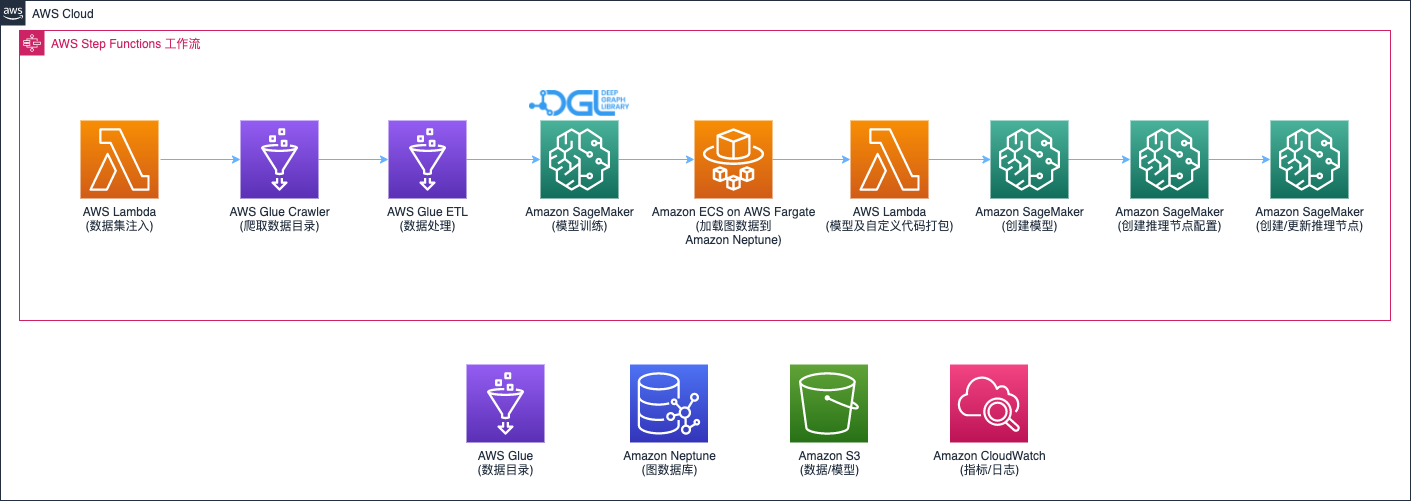 aws
AWS Cloud
AWS Step Functions 工作流
DGL
DEEP
GRAPH
LIBRARY
AWS Lambda
(数据集注入)
AWS Glue Crawler
(爬取数据目录)
AWS Glue ETL
(数据处理)
Amazon SageMaker
(模型训练)
Amazon ECS on AWS Fargate
(加载图数据到
Amazon Neptune)
AWS Lambda
(模型及自定义代码打包)
Amazon SageMaker
(创建模型)
Amazon SageMaker
(创建推理节点配置)
Amazon SageMaker
(创建/更新推理节点)
AWS Glue
(数据目录)
Amazon Neptune
(图数据库)
Amazon S3
(数据/模型)
Amazon CloudWatch
(指标/日志)